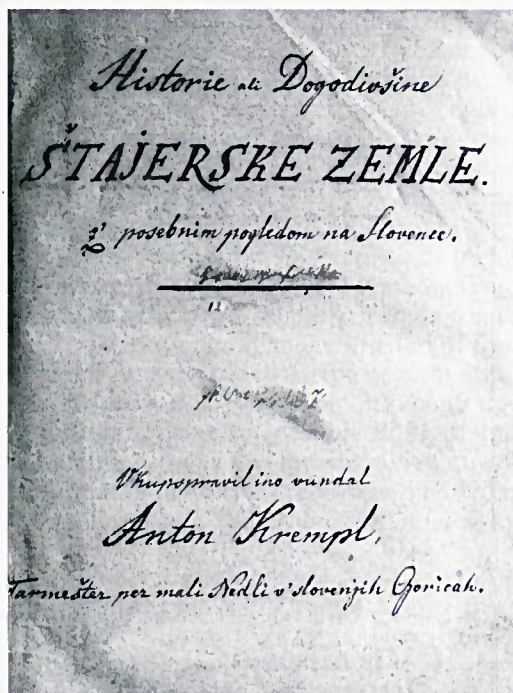 Historie ali Dogodivšine
ŠTAJERSKE ZEMLE.
z' posebnim pogledom na Slovence.
Vkupopravil ino vundal
Anton Krempl,
Farmešter per mali Nedli v' slovenjih Goricah.